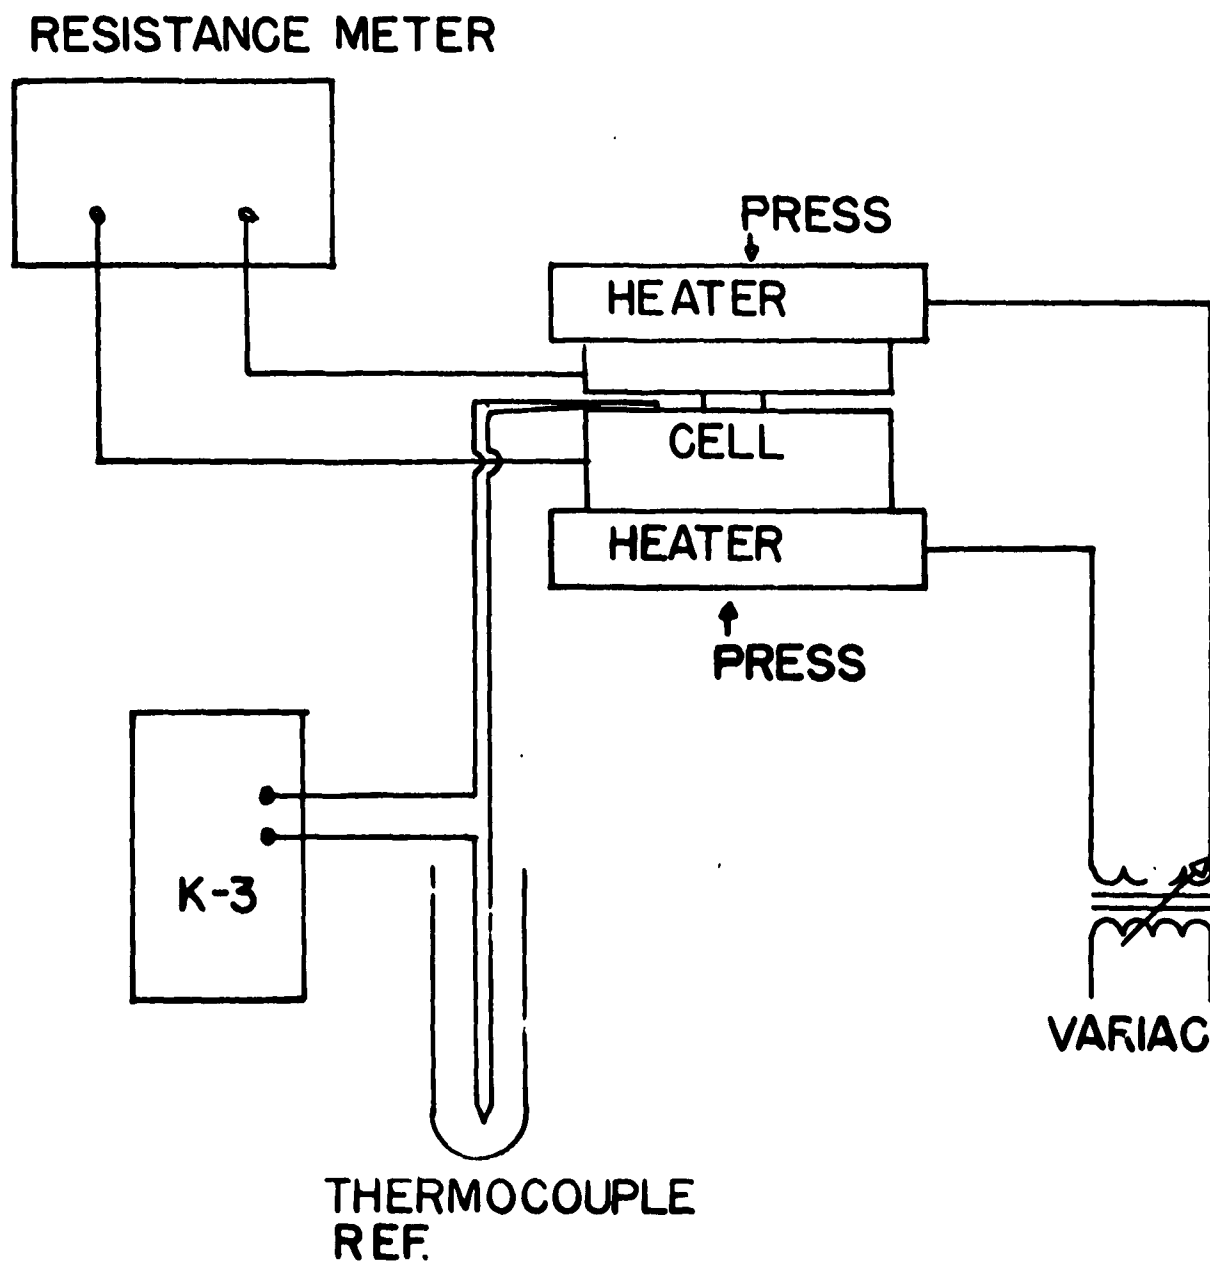 RESISTANCE METER
PRESS
HEATER
CELL
HEATER
PRESS
K-3
VARIAC
THERMOCOUPLE
REF.